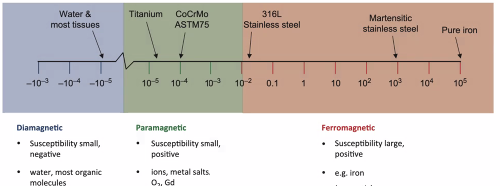 Water &
most tissues
Titanium
CoCrMo
ASTM75
316L
Stainless steel
Martensitic
stainless steel
Pure iron
–10⁻³ –10⁻⁴ –10⁻⁵ 10⁻⁵ 10⁻⁴ 10⁻³ 10⁻² 0.1 1 10 10² 10³ 10⁴ 10⁵
Diamagnetic
• Susceptibility small,
negative
• water, most organic
molecules
Paramagnetic
• Susceptibility small,
positive
• ions, metal salts.
O₂, Gd
Ferromagnetic
• Susceptibility large,
positive
• e.g. iron